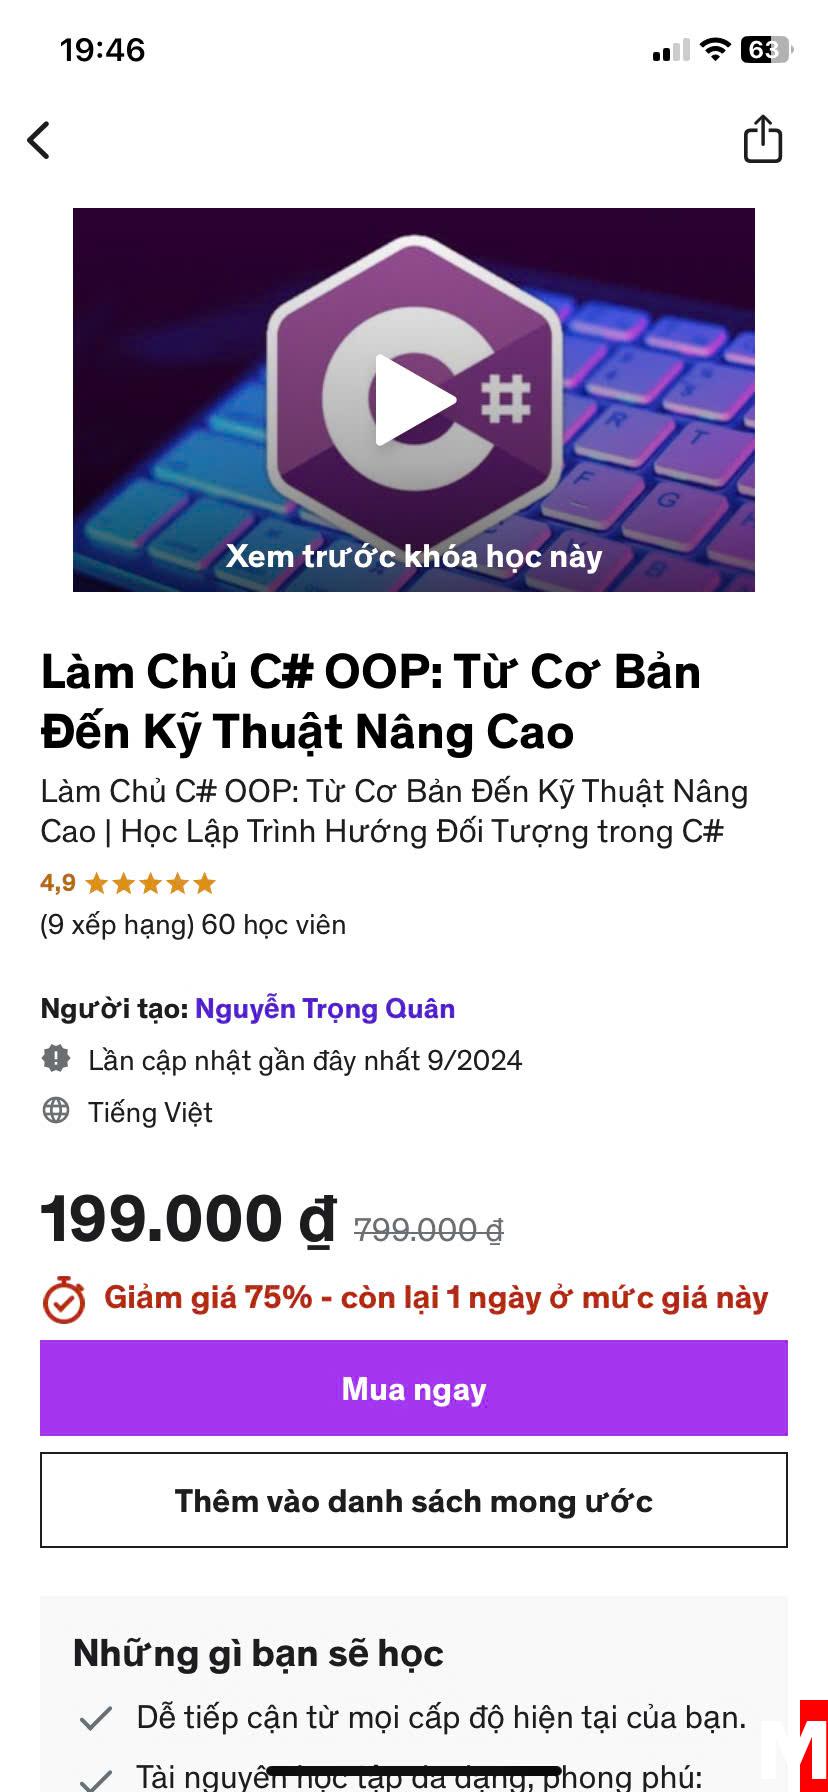 19:46
63
C#
R
T
F
G
B
Xem trước khóa học này
Làm Chủ C# OOP: Từ Cơ Bản
Đến Kỹ Thuật Nâng Cao
Làm Chủ C# OOP: Từ Cơ Bản Đến Kỹ Thuật Nâng
Cao | Học Lập Trình Hướng Đối Tượng trong C#
4,9
(9 xếp hạng) 60 học viên
Người tạo: Nguyễn Trọng Quân
Lần cập nhật gần đây nhất 9/2024
Tiếng Việt
199.000 ₫ 799.000 ₫
Giảm giá 75% - còn lại 1 ngày ở mức giá này
Mua ngay
Thêm vào danh sách mong ước
Những gì bạn sẽ học
Dễ tiếp cận từ mọi cấp độ hiện tại của bạn.
Tài nguyên học tập đa dạng, phong phú:
M